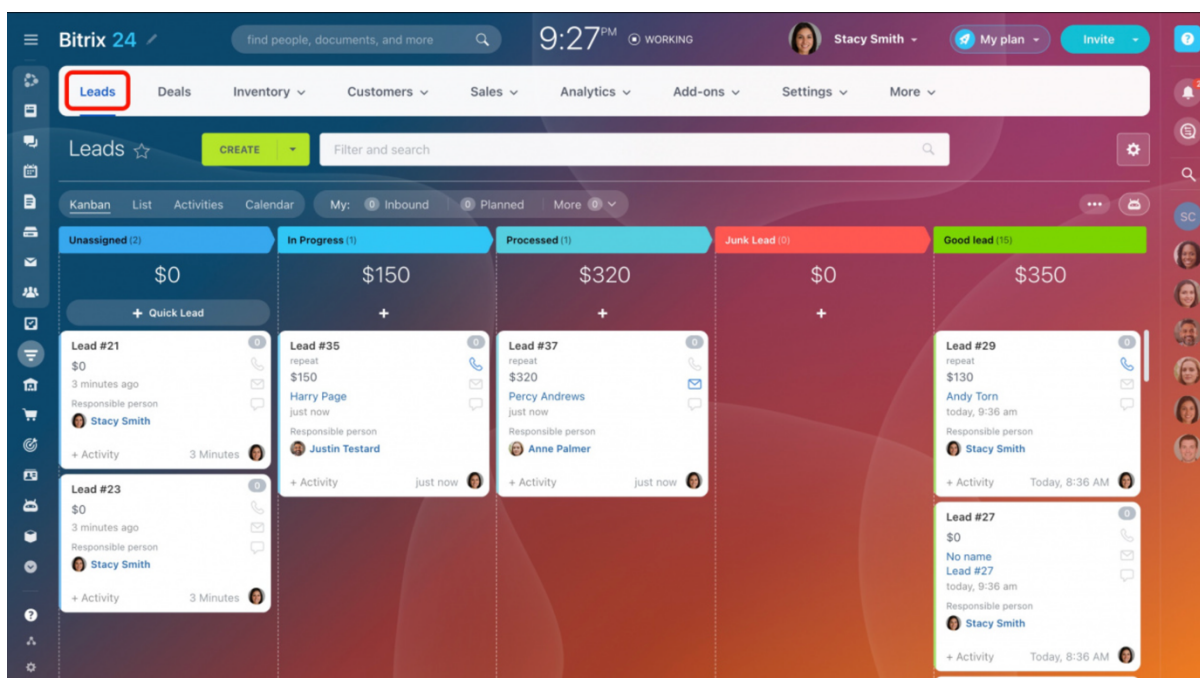 Bitrix 24
find people, documents, and more
9:27 PM
WORKING
Stacy Smith
My plan
Invite
Leads
Deals
Inventory
Customers
Sales
Analytics
Add-ons
Settings
More
Leads
CREATE
Filter and search
Kanban
List
Activities
Calendar
My:
0 Inbound
0 Planned
More 0
Unassigned (2)
In Progress (1)
Processed (1)
Junk Lead (0)
Good lead (15)
$0
$150
$320
$0
$350
+ Quick Lead
+
+
+
Lead #21
0
$0
3 minutes ago
Responsible person
Stacy Smith
+ Activity
3 Minutes
Lead #23
0
$0
3 minutes ago
Responsible person
Stacy Smith
+ Activity
3 Minutes
Lead #35
0
repeat
$150
Harry Page
just now
Responsible person
Justin Testard
+ Activity
just now
Lead #37
0
repeat
$320
Percy Andrews
just now
Responsible person
Anne Palmer
+ Activity
just now
Lead #29
0
repeat
$130
Andy Torn
today, 9:36 am
Responsible person
Stacy Smith
+ Activity
Today, 8:36 AM
Lead #27
0
$0
No name
Lead #27
today, 9:36 am
Responsible person
Stacy Smith
+ Activity
Today, 8:36 AM
SC